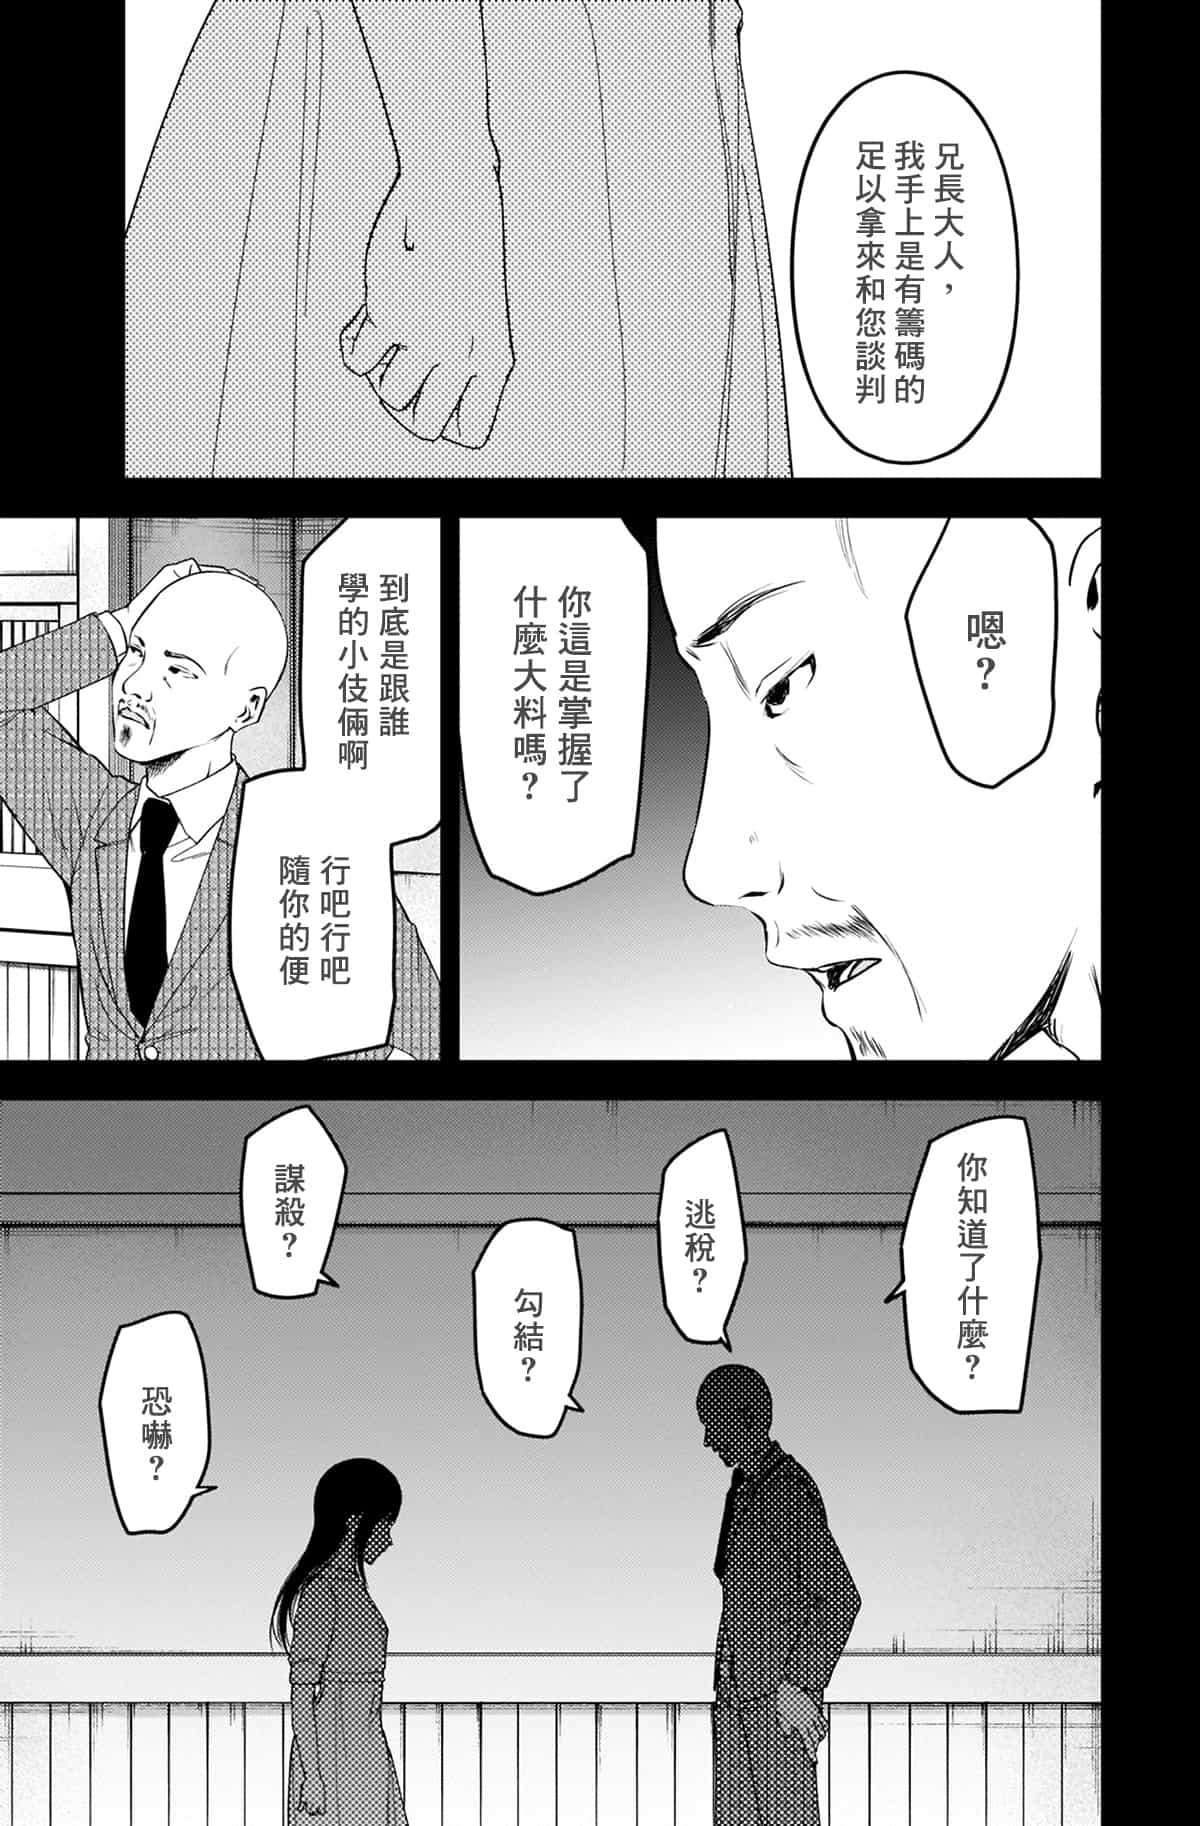 兄長大人，
我手上是有籌碼的
足以拿來和您談判
嗯？
你這是掌握了
什麼大料嗎？
到底是跟誰
學的小伎倆啊
行吧行吧
隨你的便
你知道了什麼？
逃稅？
勾結？
謀殺？
恐嚇？